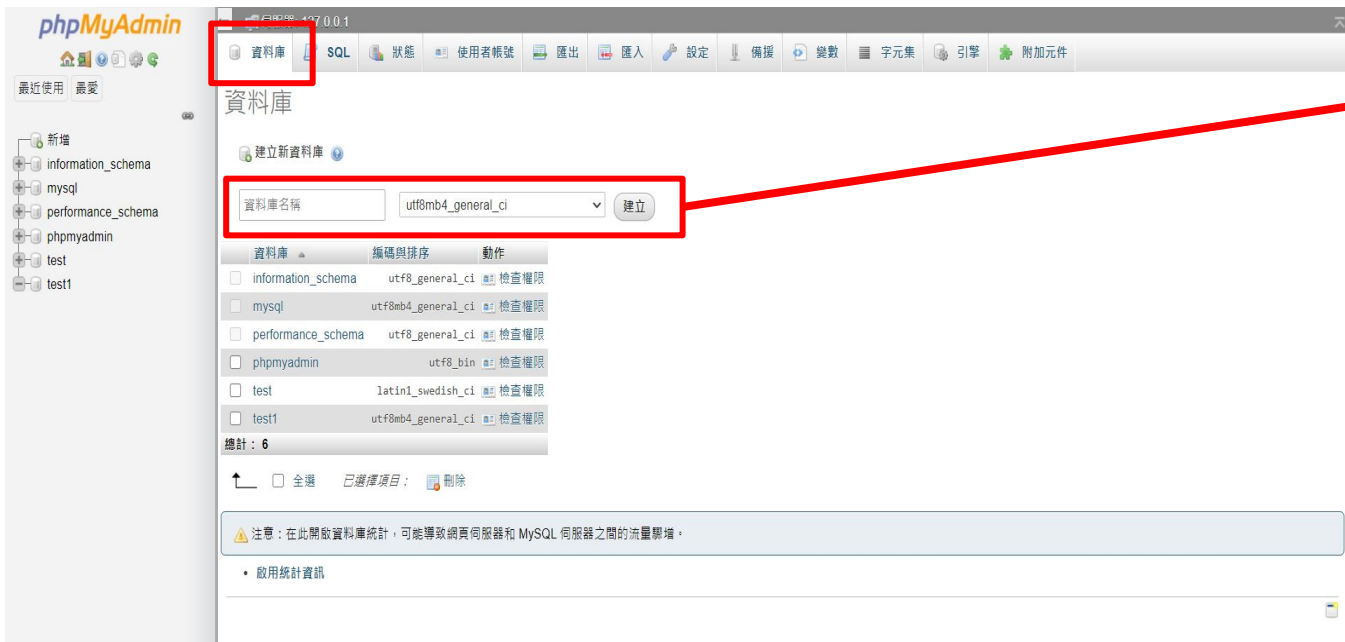 phpMyAdmin
最近使用 最愛
新增
information_schema
mysql
performance_schema
phpmyadmin
test
test1
伺服器: 127.0.0.1
資料庫 SQL 狀態 使用者帳號 匯出 匯入 設定 備援 變數 字元集 引擎 附加元件
資料庫
建立新資料庫
資料庫名稱 utf8mb4_general_ci 建立
資料庫 編碼與排序 動作
information_schema utf8_general_ci 檢查權限
mysql utf8mb4_general_ci 檢查權限
performance_schema utf8_general_ci 檢查權限
phpmyadmin utf8_bin 檢查權限
test latin1_swedish_ci 檢查權限
test1 utf8mb4_general_ci 檢查權限
總計：6
全選 已選擇項目： 刪除
注意：在此開啟資料庫統計，可能導致網頁伺服器和 MySQL 伺服器之間的流量驟增。
• 啟用統計資訊